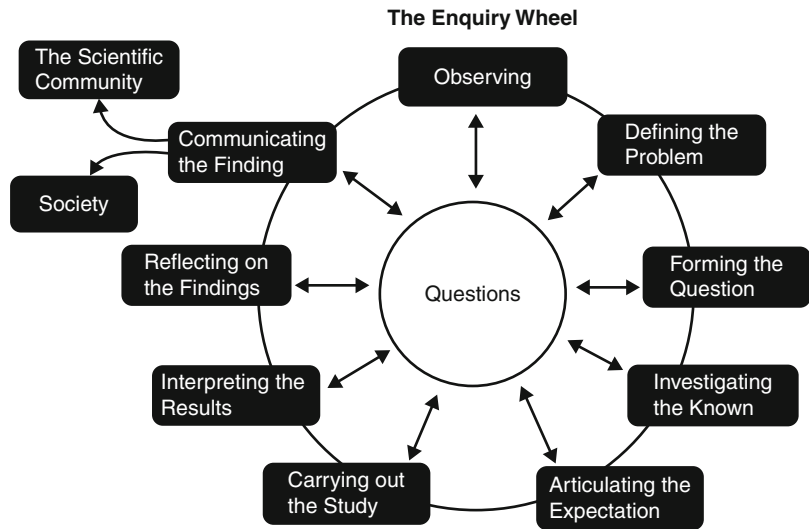 The Enquiry Wheel
Observing
Defining the
Problem
Forming the
Question
Investigating
the Known
Articulating the
Expectation
Carrying out
the Study
Interpreting the
Results
Reflecting on
the Findings
Communicating
the Finding
The Scientific
Community
Society
Questions